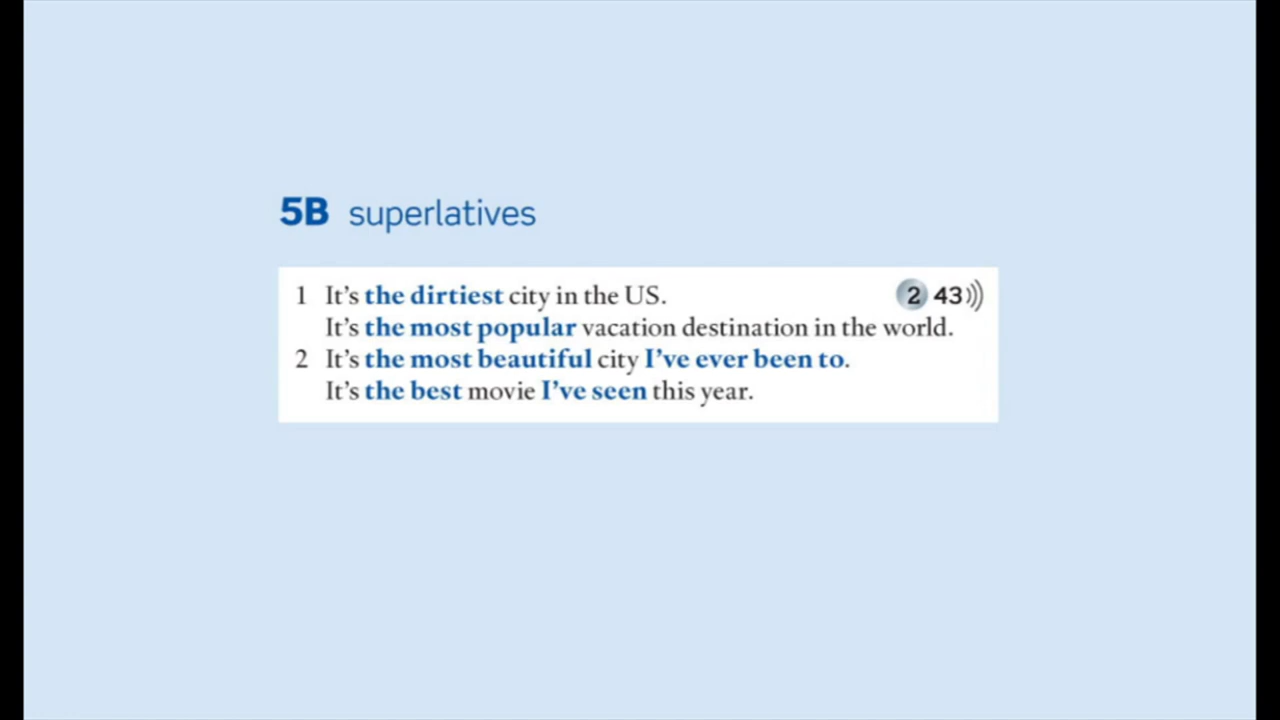 5B superlatives
1 It's the dirtiest city in the US. 2 43
It's the most popular vacation destination in the world.
2 It's the most beautiful city I've ever been to.
It's the best movie I've seen this year.